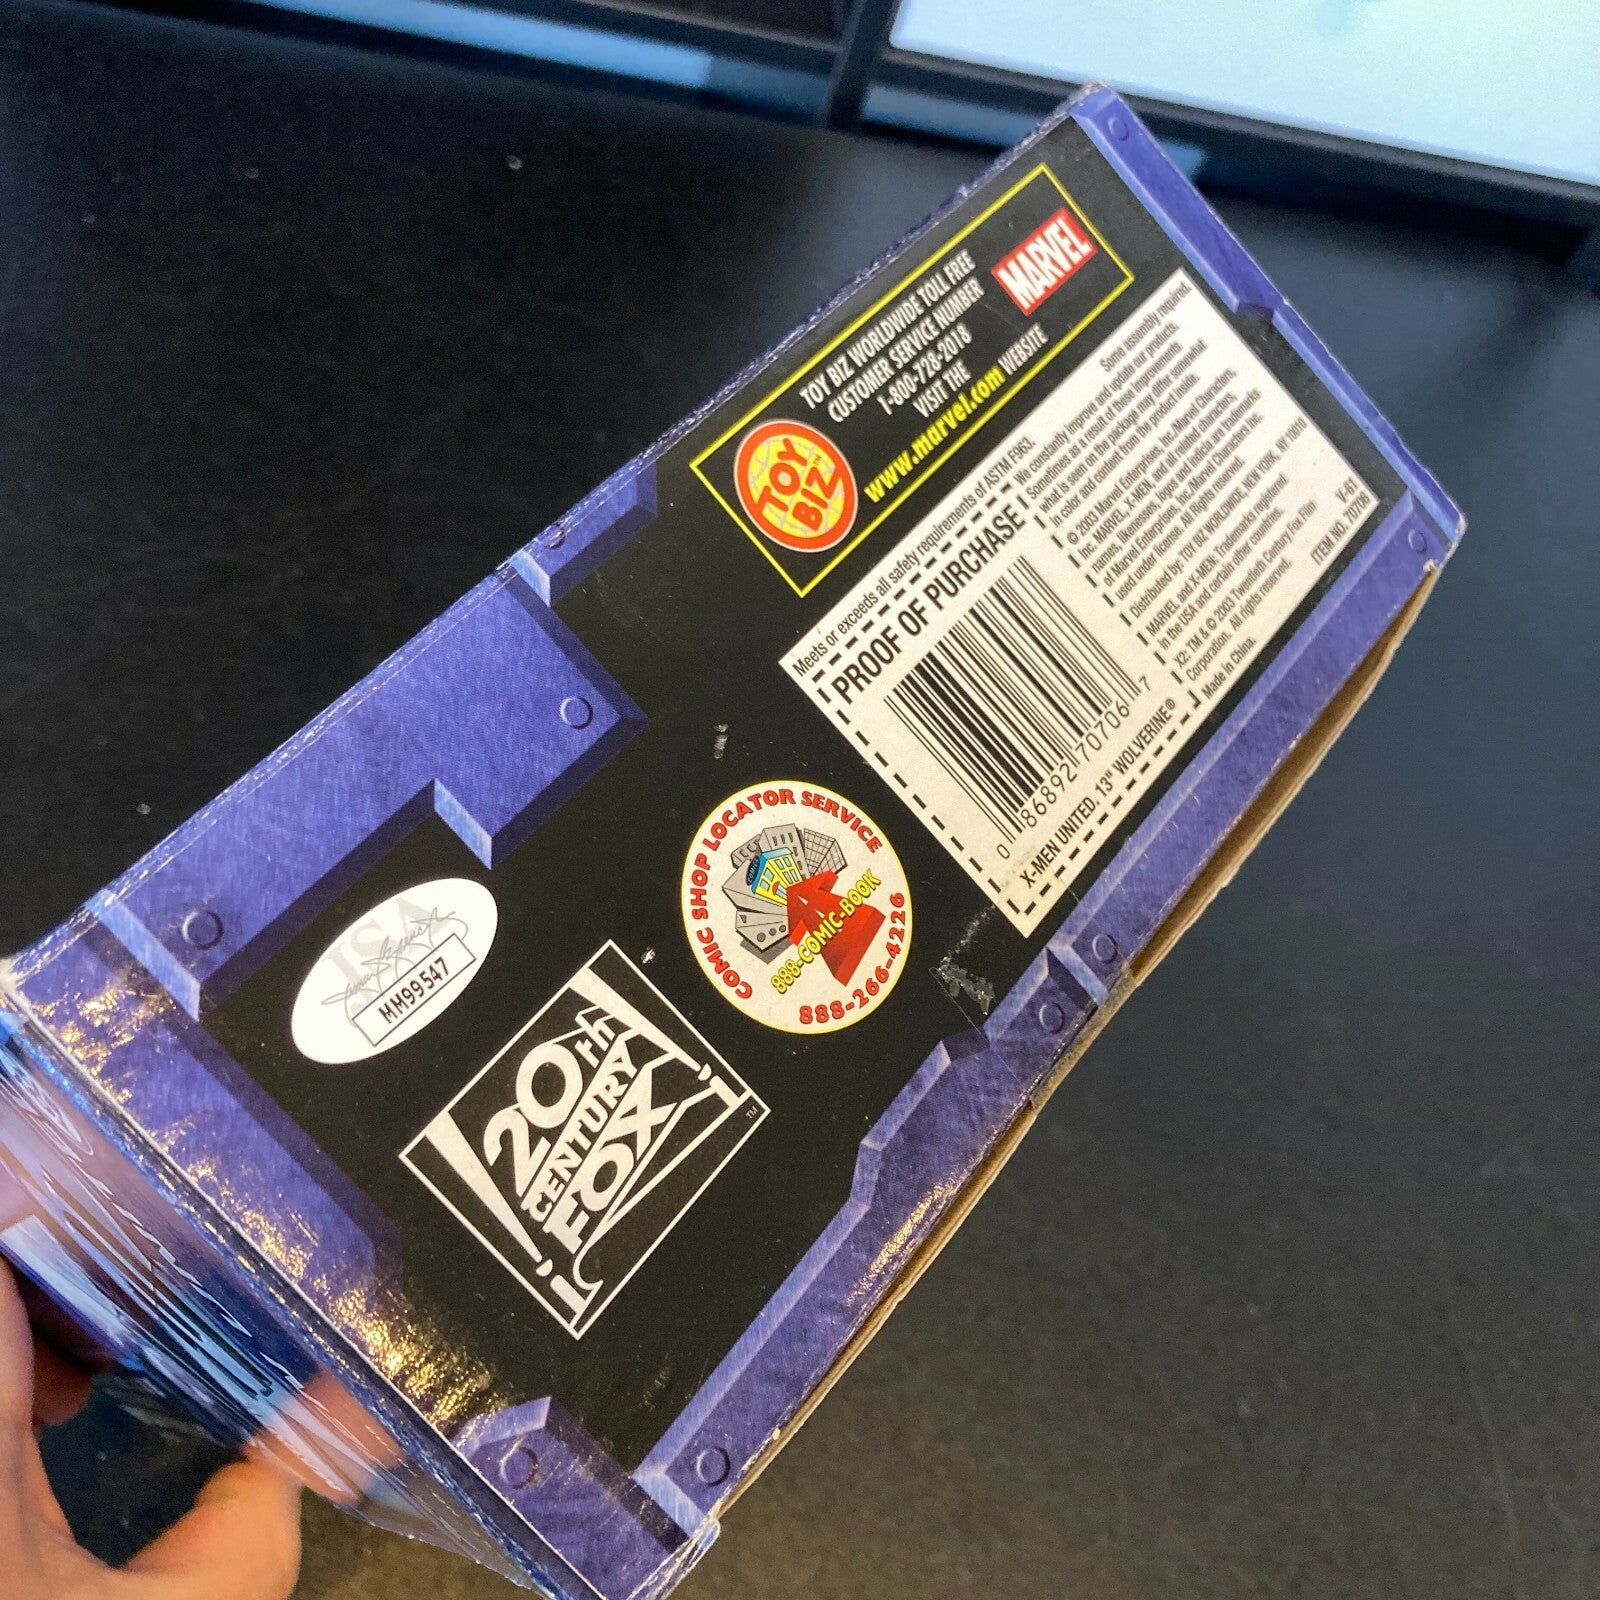 TOY BIZ™
TOY BIZ WORLDWIDE TOLL FREE
CUSTOMER SERVICE NUMBER
1-800-728-2018
VISIT THE
www.marvel.com WEBSITE
MARVEL
Meets or exceeds all safety requirements of ASTM F963.
PROOF OF PURCHASE
0 86892 70706 7
X-MEN UNITED: 13" WOLVERINE®
Some assembly required.
We constantly improve and update our products.
Sometimes as a result of these improvements
what is seen on the package may differ somewhat
in color and content from the product inside.
© 2003 Marvel Enterprises, Inc./Marvel Characters,
Inc. MARVEL, X-MEN, and all related characters,
names, likenesses, logos and indicia are trademarks
of Marvel Enterprises, Inc./Marvel Characters Inc.
used under license. All Rights reserved.
Distributed by: TOY BIZ WORLDWIDE, NEW YORK, NY 10010
MARVEL and X-MEN: Trademarks registered
in the USA and certain other countries.
X2: TM & © 2003 Twentieth Century Fox Film
Corporation. All rights reserved.
Made in China.
V-61
ITEM NO. 70706
COMIC SHOP LOCATOR SERVICE
COMICS
888-COMIC-BOOK
888-266-4226
JSA
MM99547
20th
CENTURY
FOX
TM